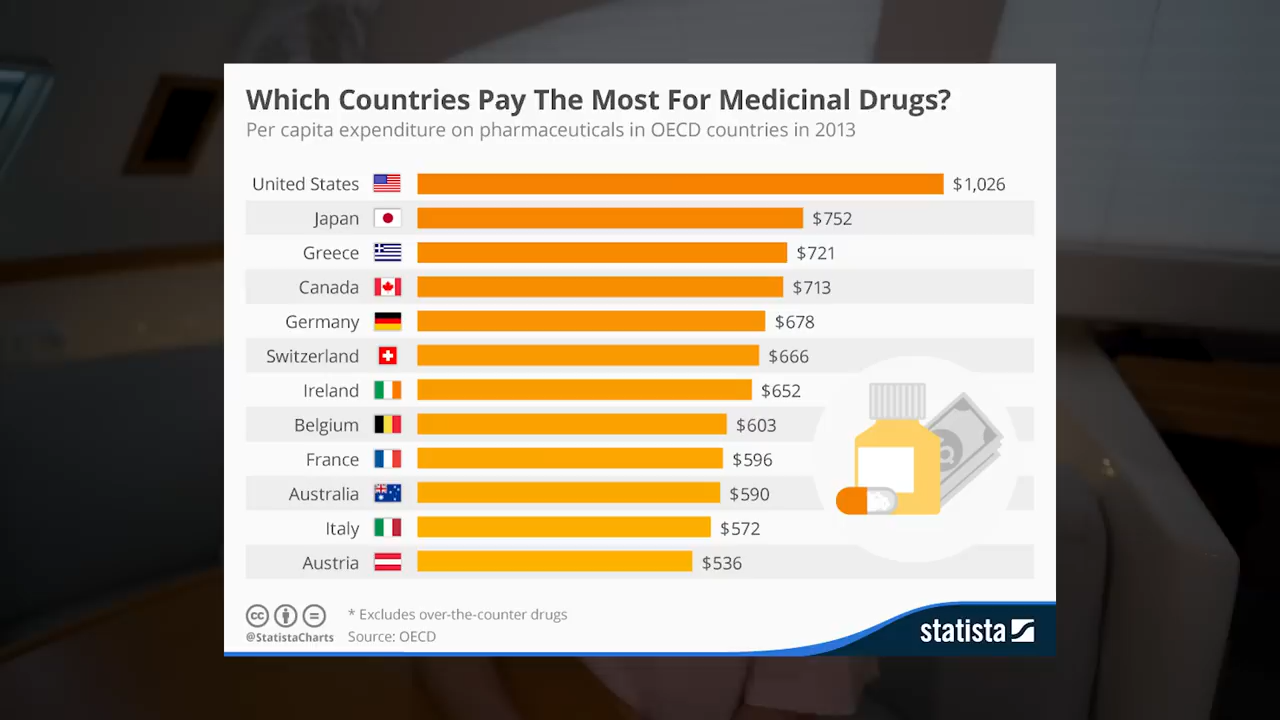 Which Countries Pay The Most For Medicinal Drugs?
Per capita expenditure on pharmaceuticals in OECD countries in 2013
United States $1,026
Japan $752
Greece $721
Canada $713
Germany $678
Switzerland $666
Ireland $652
Belgium $603
France $596
Australia $590
Italy $572
Austria $536
* Excludes over-the-counter drugs
@StatistaCharts Source: OECD
cc
statista